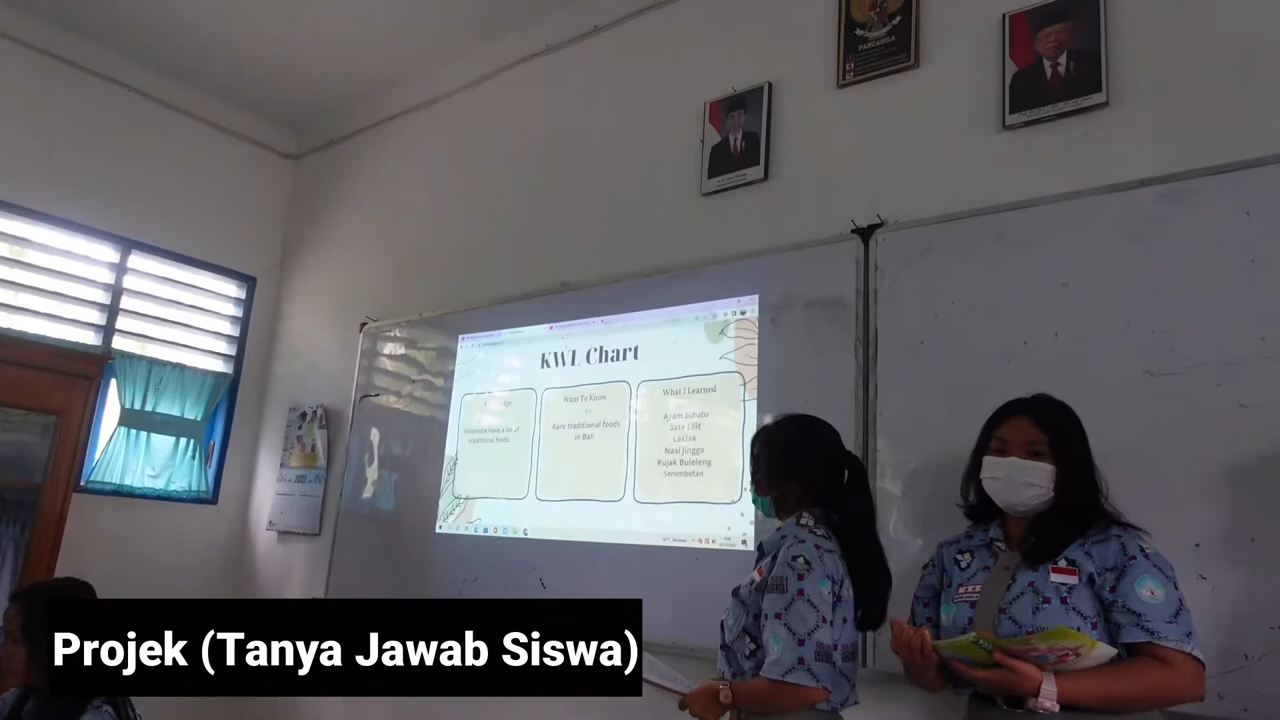 PANCASILA
KWL Chart
Want To Know
What I Learned
Indonesia have a lot of
traditional foods
Rare traditional foods
in Bali
Ayam betutu
Sate Lilit
Laklak
Nasi Jinggo
Rujak Buleleng
Serombotan
Projek (Tanya Jawab Siswa)